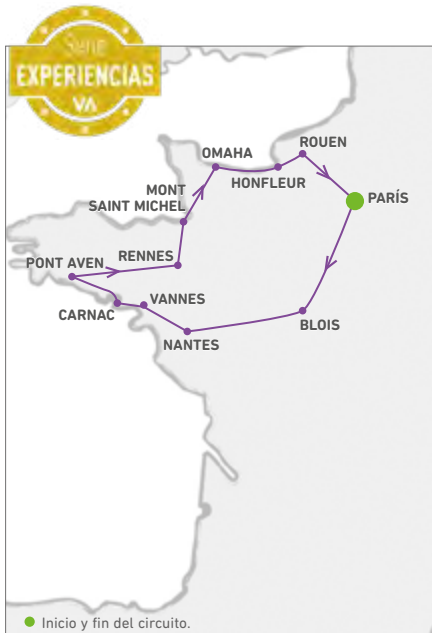 Serie
EXPERIENCIAS
VA
ROUEN
OMAHA
HONFLEUR
PARÍS
MONT
SAINT MICHEL
PONT AVEN
RENNES
VANNES
CARNAC
NANTES
BLOIS
Inicio y fin del circuito.